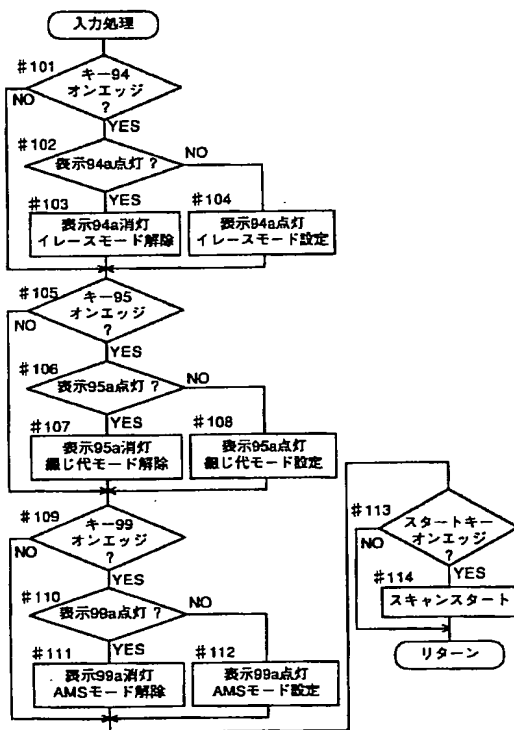 入力処理
#101
キー94
オンエッジ
?
NO
YES
#102
表示94a点灯?
NO
YES
#103
表示94a消灯
イレースモード解除
#104
表示94a点灯
イレースモード設定
#105
キー95
オンエッジ
?
NO
YES
#106
表示95a点灯?
NO
YES
#107
表示95a消灯
綴じ代モード解除
#108
表示95a点灯
綴じ代モード設定
#109
キー99
オンエッジ
?
NO
YES
#110
表示99a点灯?
NO
YES
#111
表示99a消灯
AMSモード解除
#112
表示99a点灯
AMSモード設定
#113
スタートキー
オンエッジ
?
NO
YES
#114
スキャンスタート
リターン